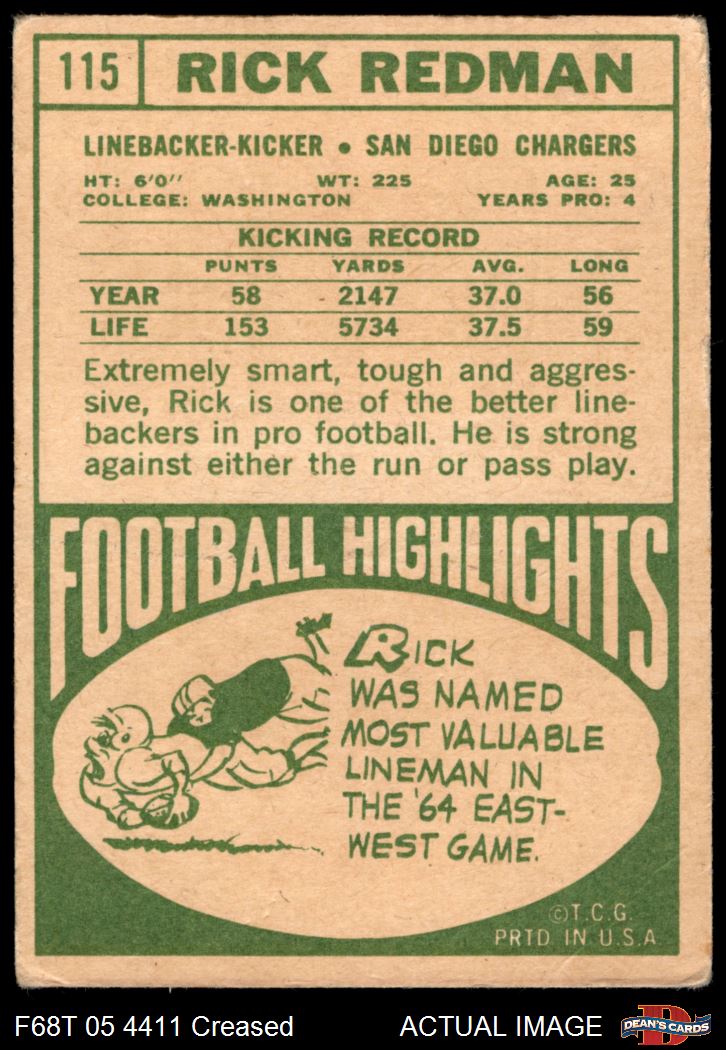 115 RICK REDMAN
LINEBACKER-KICKER • SAN DIEGO CHARGERS
HT: 6'0'' WT: 225 AGE: 25
COLLEGE: WASHINGTON YEARS PRO: 4
KICKING RECORD
PUNTS YARDS AVG. LONG
YEAR 58 2147 37.0 56
LIFE 153 5734 37.5 59
Extremely smart, tough and aggres-
sive, Rick is one of the better line-
backers in pro football. He is strong
against either the run or pass play.
FOOTBALL HIGHLIGHTS
RICK
WAS NAMED
MOST VALUABLE
LINEMAN IN
THE '64 EAST-
WEST GAME.
©T.C.G.
PRTD IN U.S.A.
F68T 05 4411 Creased ACTUAL IMAGE
D
DEAN'S CARDS